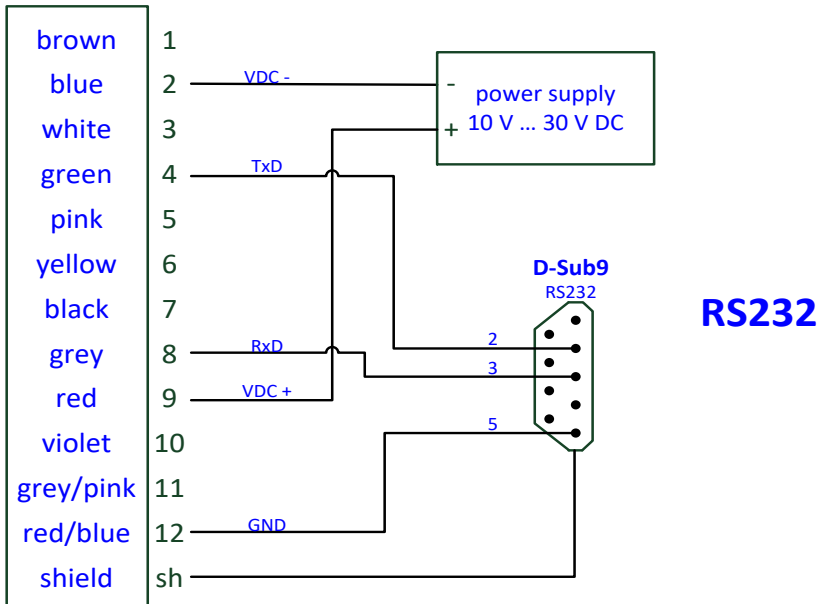 brown 1
blue 2 VDC -
white 3
green 4 TxD
pink 5
yellow 6
black 7
grey 8 RxD
red 9 VDC +
violet 10
grey/pink 11
red/blue 12 GND
shield sh
- power supply
+ 10 V ... 30 V DC
D-Sub9
RS232
2
3
5
RS232